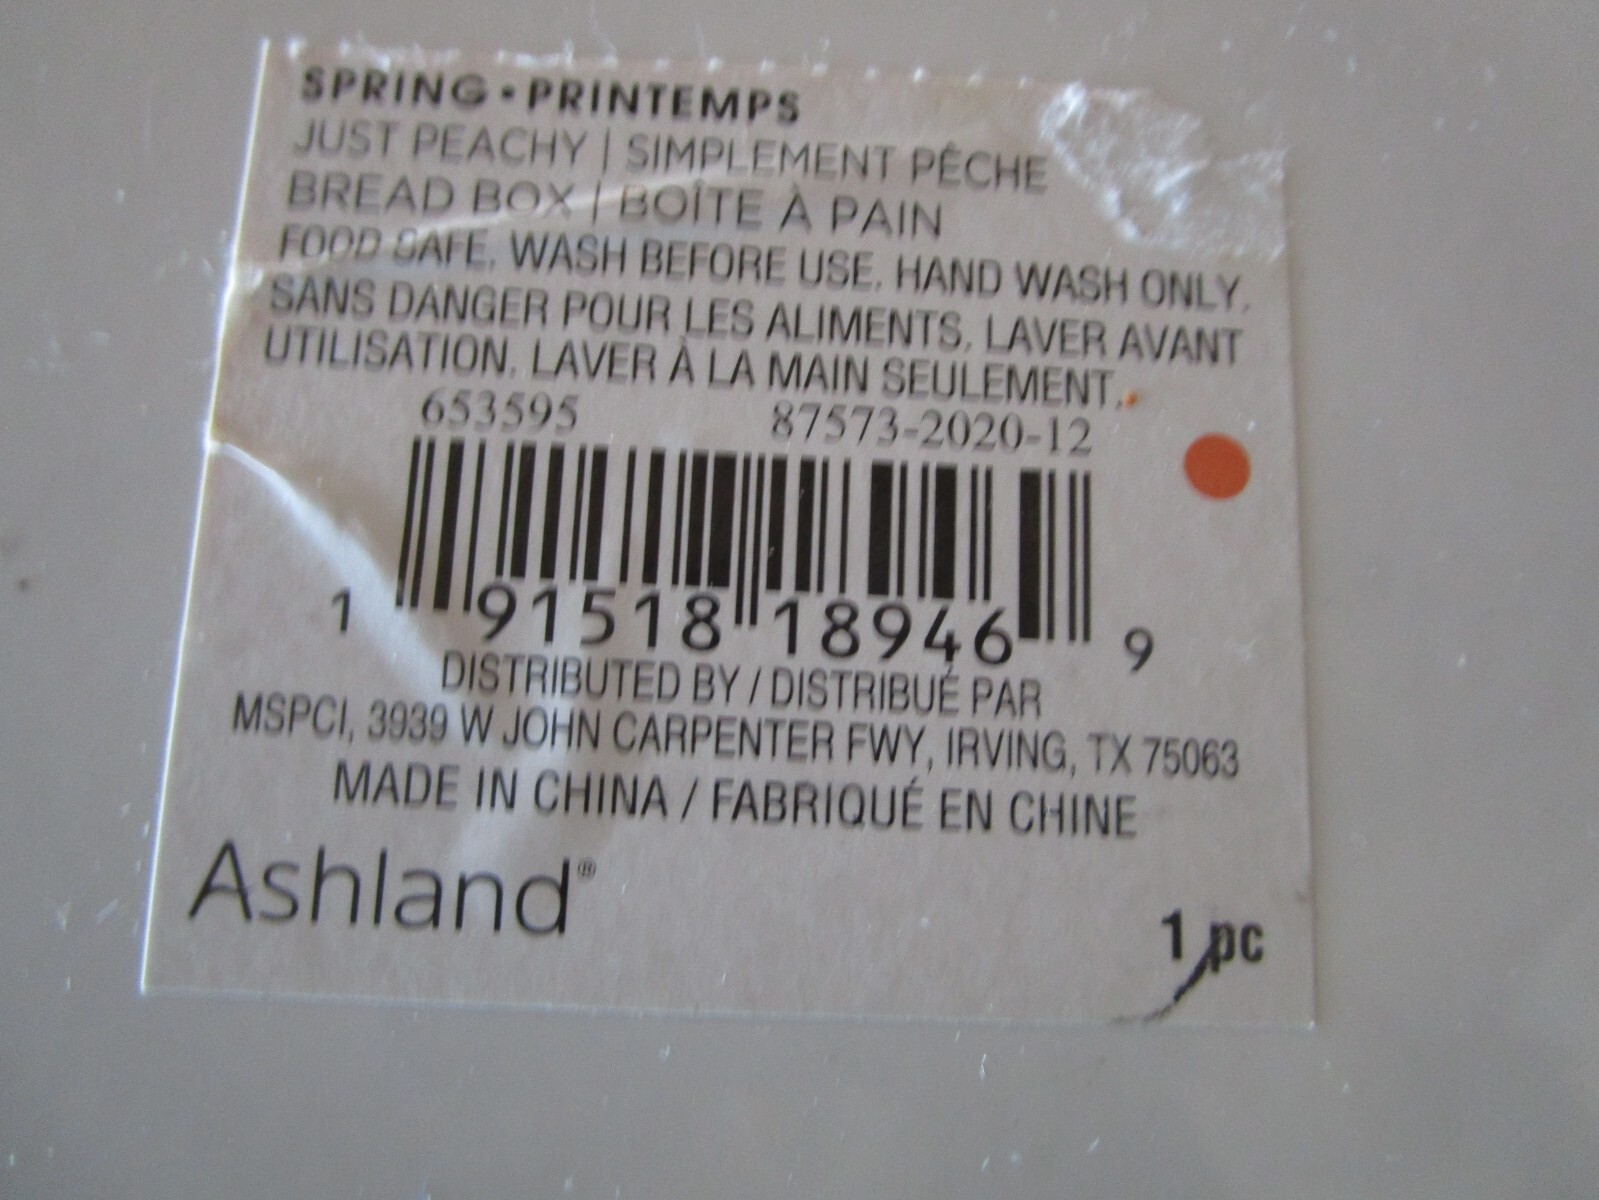 SPRING • PRINTEMPS
JUST PEACHY | SIMPLEMENT PÊCHE
BREAD BOX | BOÎTE À PAIN
FOOD SAFE. WASH BEFORE USE. HAND WASH ONLY.
SANS DANGER POUR LES ALIMENTS. LAVER AVANT
UTILISATION. LAVER À LA MAIN SEULEMENT.
653595 87573-2020-12
1 91518 18946 9
DISTRIBUTED BY / DISTRIBUÉ PAR
MSPCI, 3939 W JOHN CARPENTER FWY, IRVING, TX 75063
MADE IN CHINA / FABRIQUÉ EN CHINE
Ashland®
1 pc